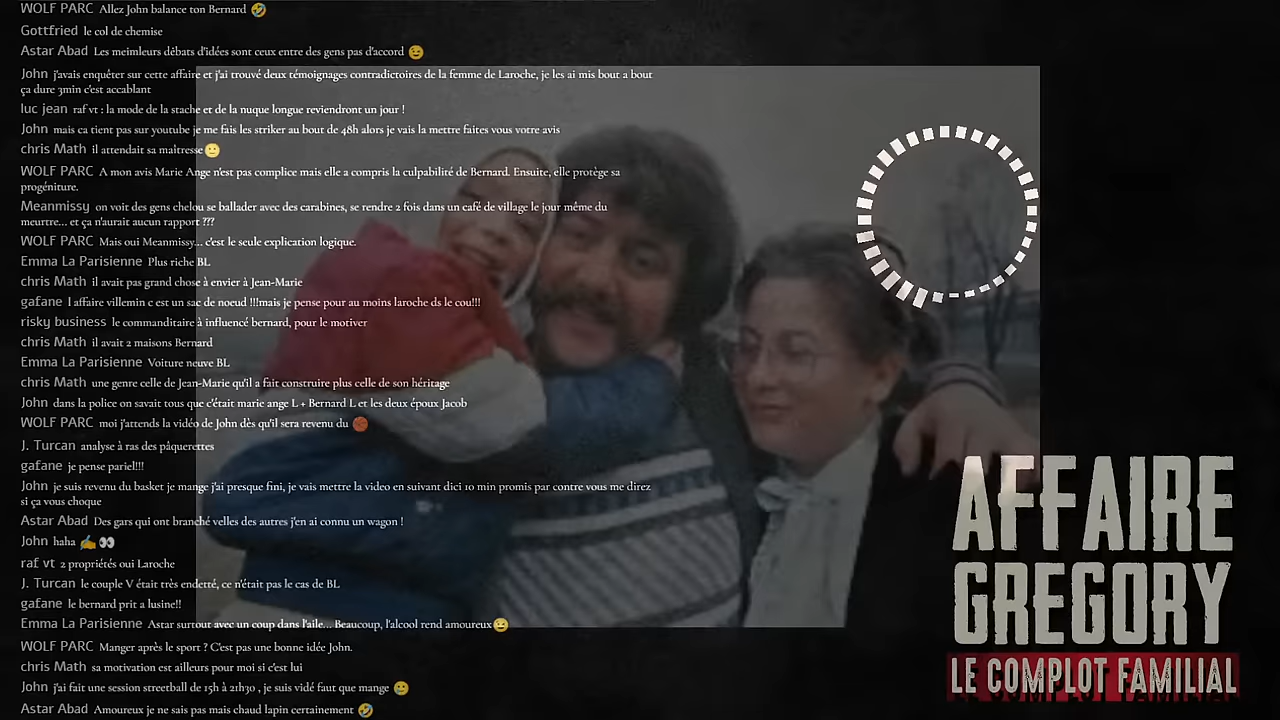 WOLF PARC Allez John balance ton Bernard 🤣
Gottfried le col de chemise
Astar Abad Les meimleurs débats d'idées sont ceux entre des gens pas d'accord 😉
John j'avais enquêter sur cette affaire et j'ai trouvé deux témoignages contradictoires de la femme de Laroche, je les ai mis bout a bout
ça dure 3min c'est accablant
luc jean raf vt : la mode de la stache et de la nuque longue reviendront un jour !
John mais ca tient pas sur youtube je me fais les striker au bout de 48h alors je vais la mettre faites vous votre avis
chris Math il attendait sa maitresse 🙂
WOLF PARC A mon avis Marie Ange n'est pas complice mais elle a compris la culpabilité de Bernard. Ensuite, elle protège sa
progéniture.
Meanmissy on voit des gens chelou se ballader avec des carabines, se rendre 2 fois dans un café de village le jour même du
meurtre... et ça n'aurait aucun rapport ???
WOLF PARC Mais oui Meanmissy... c'est le seule explication logique.
Emma La Parisienne Plus riche BL
chris Math il avait pas grand chose à envier à Jean-Marie
gafane l affaire villemin c est un sac de noeud !!!mais je pense pour au moins laroche ds le cou!!!
risky business le commanditaire à influencé bernard, pour le motiver
chris Math il avait 2 maisons Bernard
Emma La Parisienne Voiture neuve BL
chris Math une genre celle de Jean-Marie qu'il a fait construire plus celle de son héritage
John dans la police on savait tous que c'était marie ange L + Bernard L et les deux époux Jacob
WOLF PARC moi j'attends la vidéo de John dès qu'il sera revenu du 🏀
J. Turcan analyse à ras des pâquerettes
gafane je pense pariel!!!
John je suis revenu du basket je mange j'ai presque fini, je vais mettre la video en suivant dici 10 min promis par contre vous me direz
si ça vous choque
Astar Abad Des gars qui ont branché velles des autres j'en ai connu un wagon !
John haha ✍️👀
raf vt 2 propriétés oui Laroche
J. Turcan le couple V était très endetté, ce n'était pas le cas de BL
gafane le bernard prit a lusine!!
Emma La Parisienne Astar surtout avec un coup dans l'aile... Beaucoup, l'alcool rend amoureux😉
WOLF PARC Manger après le sport ? C'est pas une bonne idée John.
chris Math sa motivation est ailleurs pour moi si c'est lui
John j'ai fait une session streetball de 15h à 21h30 , je suis vidé faut que mange 🥲
Astar Abad Amoureux je ne sais pas mais chaud lapin certainement 🤣
AFFAIRE
GREGORY
LE COMPLOT FAMILIAL